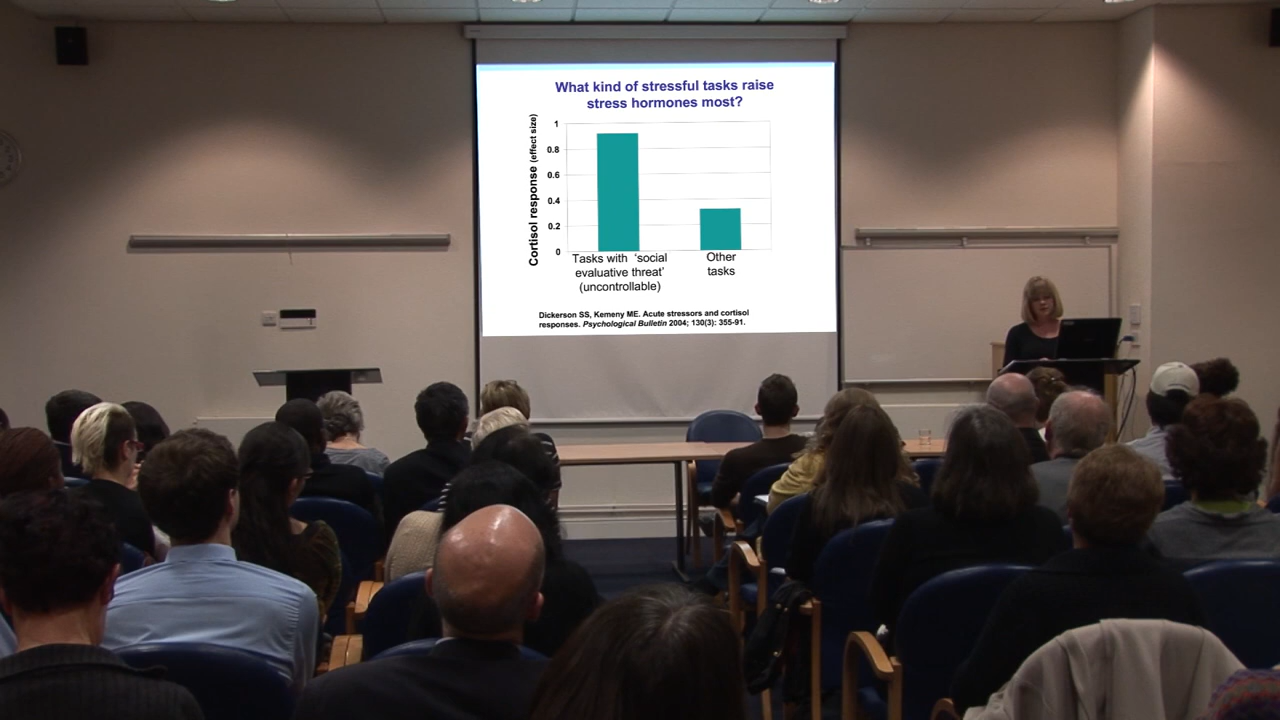 What kind of stressful tasks raise
stress hormones most?
Cortisol response (effect size)
1
0.8
0.6
0.4
0.2
0
Tasks with ‘social
evaluative threat’
(uncontrollable)
Other
tasks
Dickerson SS, Kemeny ME. Acute stressors and cortisol
responses. Psychological Bulletin 2004; 130(3): 355-91.